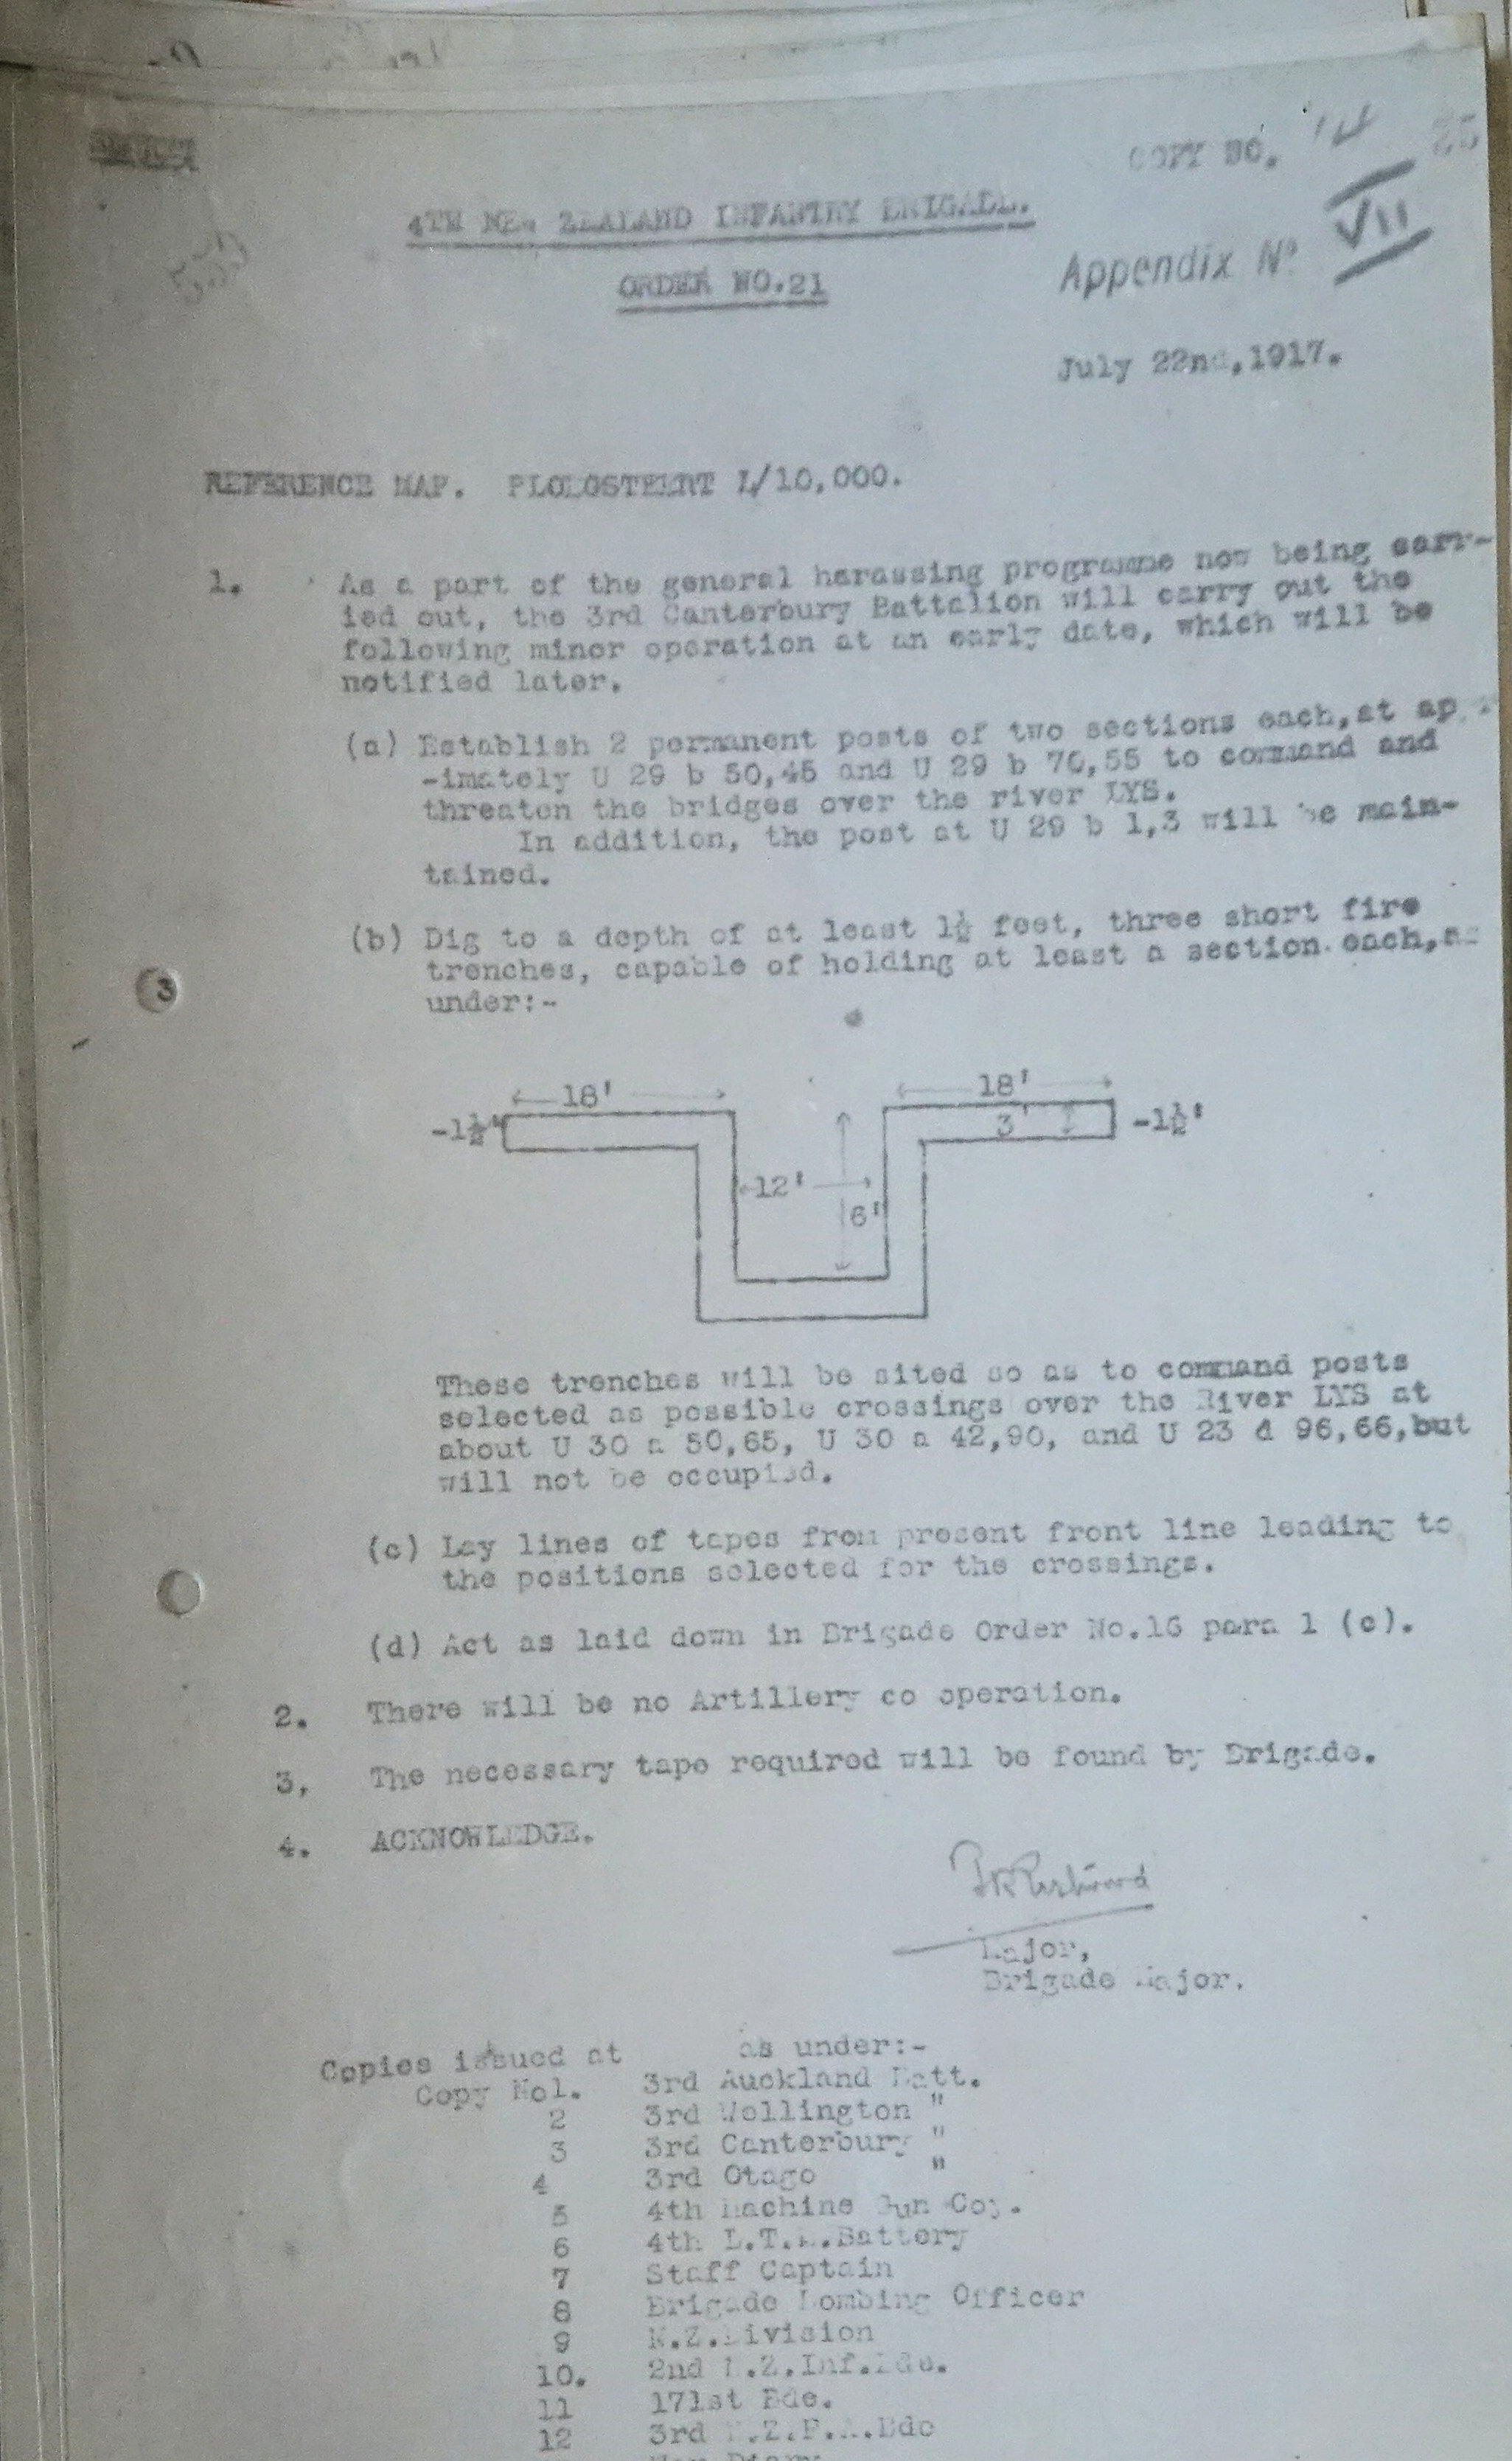 COPY NO. 14
4TH NEW ZEALAND INFANTRY BRIGADE.
Appendix No VII
ORDER NO.21
July 22nd,1917.
REFERENCE MAP. PLOEGSTEERT 1/10,000.
1. As a part of the general harassing programme now being carr-
ied out, the 3rd Canterbury Battalion will carry out the
following minor operation at an early date, which will be
notified later.
(a) Establish 2 permanent posts of two sections each,at ap
-imately U 29 b 50,45 and U 29 b 70,55 to command and
threaten the bridges over the river LYS.
In addition, the post at U 29 b 1,3 will be main-
tained.
(b) Dig to a depth of at least 1½ feet, three short fire
trenches, capable of holding at least a section each,as
under:-
18' 18'
-1½' 3' -1½'
12'
6'
These trenches will be sited so as to command posts
selected as possible crossings over the River LYS at
about U 30 a 50,65, U 30 a 42,90, and U 23 d 96,66,but
will not be occupied.
(c) Lay lines of tapes from present front line leading to
the positions selected for the crossings.
(d) Act as laid down in Brigade Order No.16 para 1 (c).
2. There will be no Artillery co operation.
3. The necessary tape required will be found by Brigade.
4. ACKNOWLEDGE.
Major,
Brigade Major.
Copies issued at as under:-
Copy No1. 3rd Auckland Batt.
2 3rd Wellington "
3 3rd Canterbury "
4 3rd Otago "
5 4th Machine Gun Coy.
6 4th L.T.M.Battery
7 Staff Captain
8 Brigade Bombing Officer
9 N.Z.Division
10. 2nd N.Z.Inf.Bde.
11 171st Bde.
12 3rd N.Z.F.A.Bde
War Diary
3